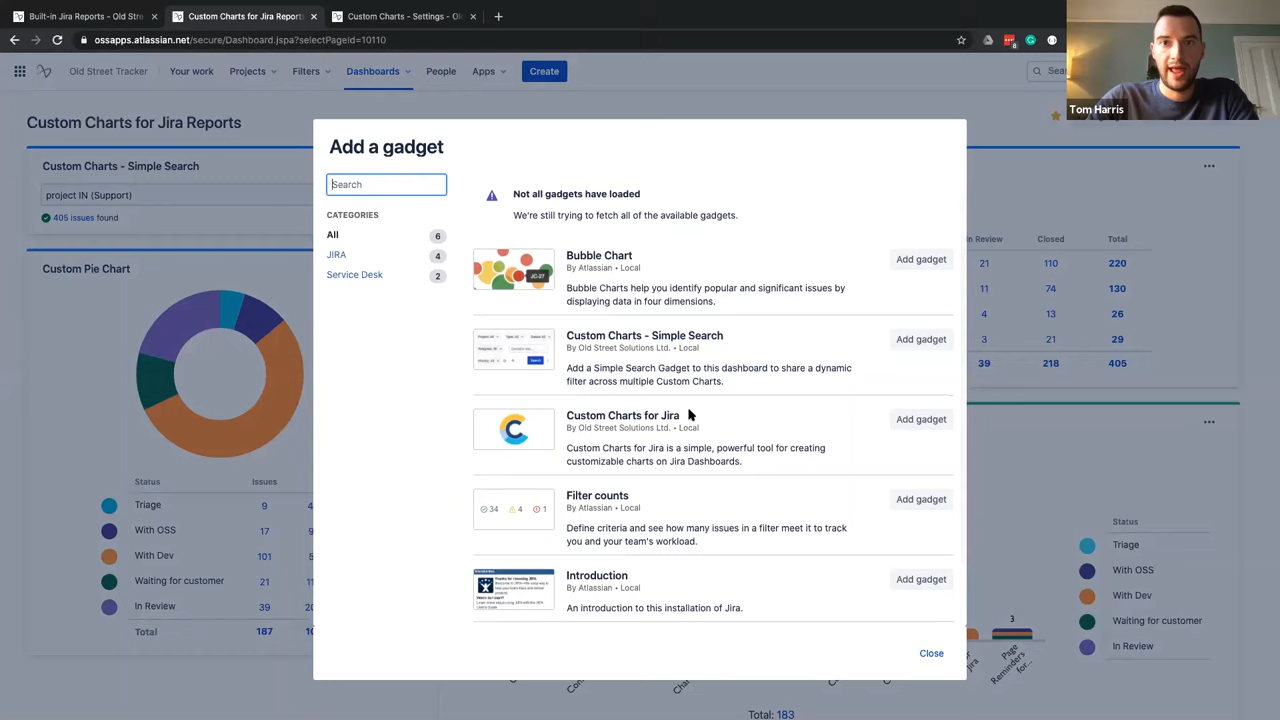 Built-in Jira Reports - Old Stre
Custom Charts for Jira Reports
Custom Charts - Settings - Ol
ossapps.atlassian.net/secure/Dashboard.jspa?selectPageId=10110
Old Street Tracker
Your work
Projects
Filters
Dashboards
People
Apps
Create
Sea
Tom Harris
Custom Charts for Jira Reports
Custom Charts - Simple Search
project IN (Support)
405 issues found
Custom Pie Chart
Status Issues
Triage 9 4
With OSS 17 9
With Dev 101 6
Waiting for customer 21 11
In Review 39 20
Total 187 10
Add a gadget
Search
CATEGORIES
All 6
JIRA 4
Service Desk 2
Not all gadgets have loaded
We're still trying to fetch all of the available gadgets.
Bubble Chart
By Atlassian • Local
Bubble Charts help you identify popular and significant issues by
displaying data in four dimensions.
Add gadget
JC-27
Custom Charts - Simple Search
By Old Street Solutions Ltd. • Local
Add a Simple Search Gadget to this dashboard to share a dynamic
filter across multiple Custom Charts.
Add gadget
Custom Charts for Jira
By Old Street Solutions Ltd. • Local
Custom Charts for Jira is a simple, powerful tool for creating
customizable charts on Jira Dashboards.
Add gadget
34 4 1
Filter counts
By Atlassian • Local
Define criteria and see how many issues in a filter meet it to track
you and your team's workload.
Add gadget
Introduction
By Atlassian • Local
An introduction to this installation of Jira.
Add gadget
Close
In Review Closed Total
21 110 220
11 74 130
4 13 26
3 21 29
39 218 405
Status
Triage
With OSS
With Dev
Waiting for customer
In Review
3
Page
Reminders
for...
Jira
Total: 183